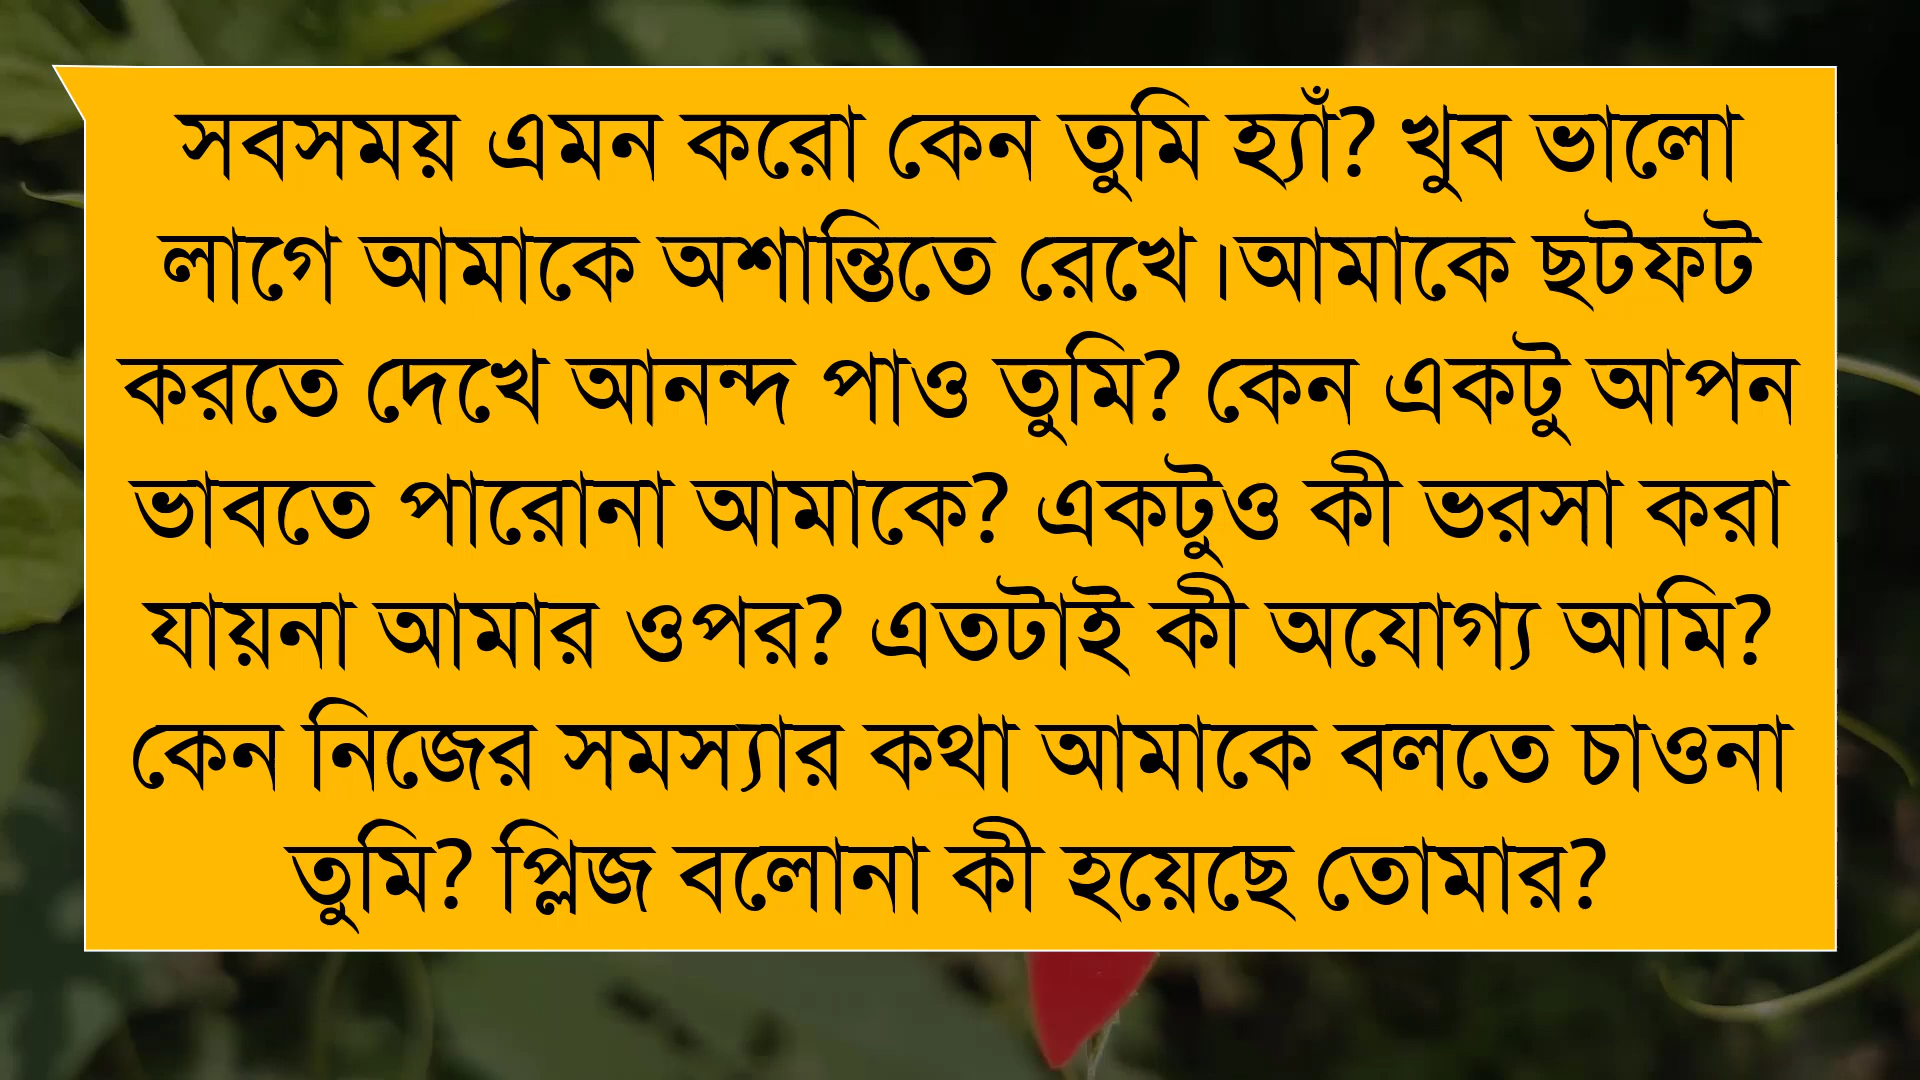 সবসময় এমন করো কেন তুমি হ্যাঁ? খুব ভালো
লাগে আমাকে অশান্তিতে রেখে।আমাকে ছটফট
করতে দেখে আনন্দ পাও তুমি? কেন একটু আপন
ভাবতে পারোনা আমাকে? একটুও কী ভরসা করা
যায়না আমার ওপর? এতটাই কী অযোগ্য আমি?
কেন নিজের সমস্যার কথা আমাকে বলতে চাওনা
তুমি? প্লিজ বলোনা কী হয়েছে তোমার?